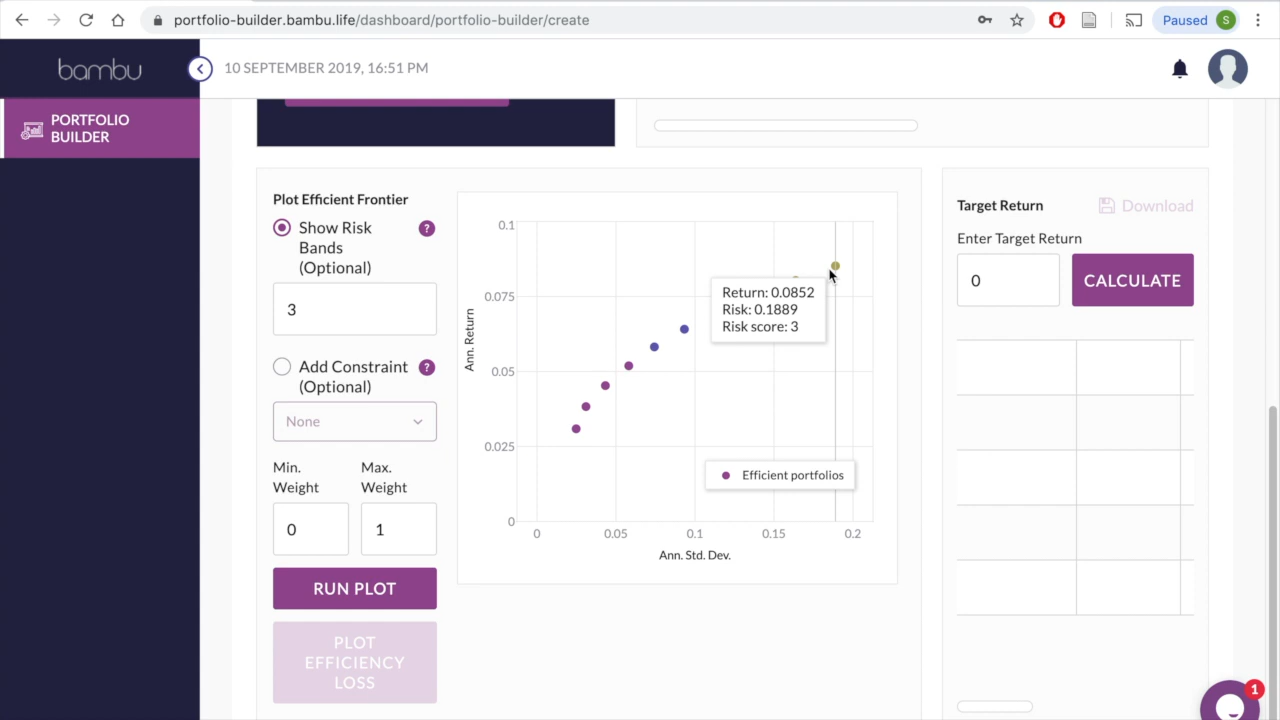 portfolio-builder.bambu.life/dashboard/portfolio-builder/create
Paused
S
bambu
10 SEPTEMBER 2019, 16:51 PM
PORTFOLIO
BUILDER
Plot Efficient Frontier
Show Risk
Bands
(Optional)
?
3
Add Constraint
(Optional)
?
None
Min.
Weight
Max.
Weight
0
1
RUN PLOT
PLOT
EFFICIENCY
LOSS
Ann. Return
0.1
0.075
0.05
0.025
0
Return: 0.0852
Risk: 0.1889
Risk score: 3
Efficient portfolios
0
0.05
0.1
0.15
0.2
Ann. Std. Dev.
Target Return
Download
Enter Target Return
0
CALCULATE
1